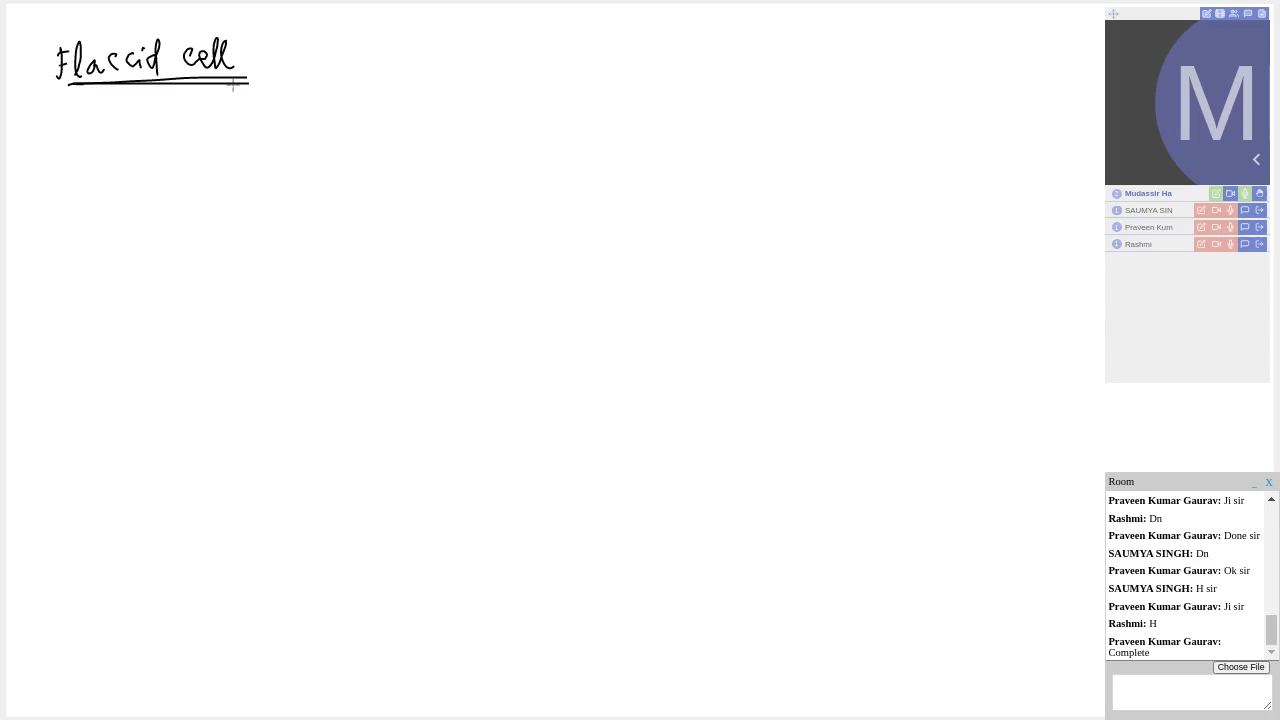 Flaccid cell
M
Mudassir Ha
SAUMYA SIN
Praveen Kum
Rashmi
Room _ X
Praveen Kumar Gaurav: Ji sir
Rashmi: Dn
Praveen Kumar Gaurav: Done sir
SAUMYA SINGH: Dn
Praveen Kumar Gaurav: Ok sir
SAUMYA SINGH: H sir
Praveen Kumar Gaurav: Ji sir
Rashmi: H
Praveen Kumar Gaurav:
Complete
Choose File